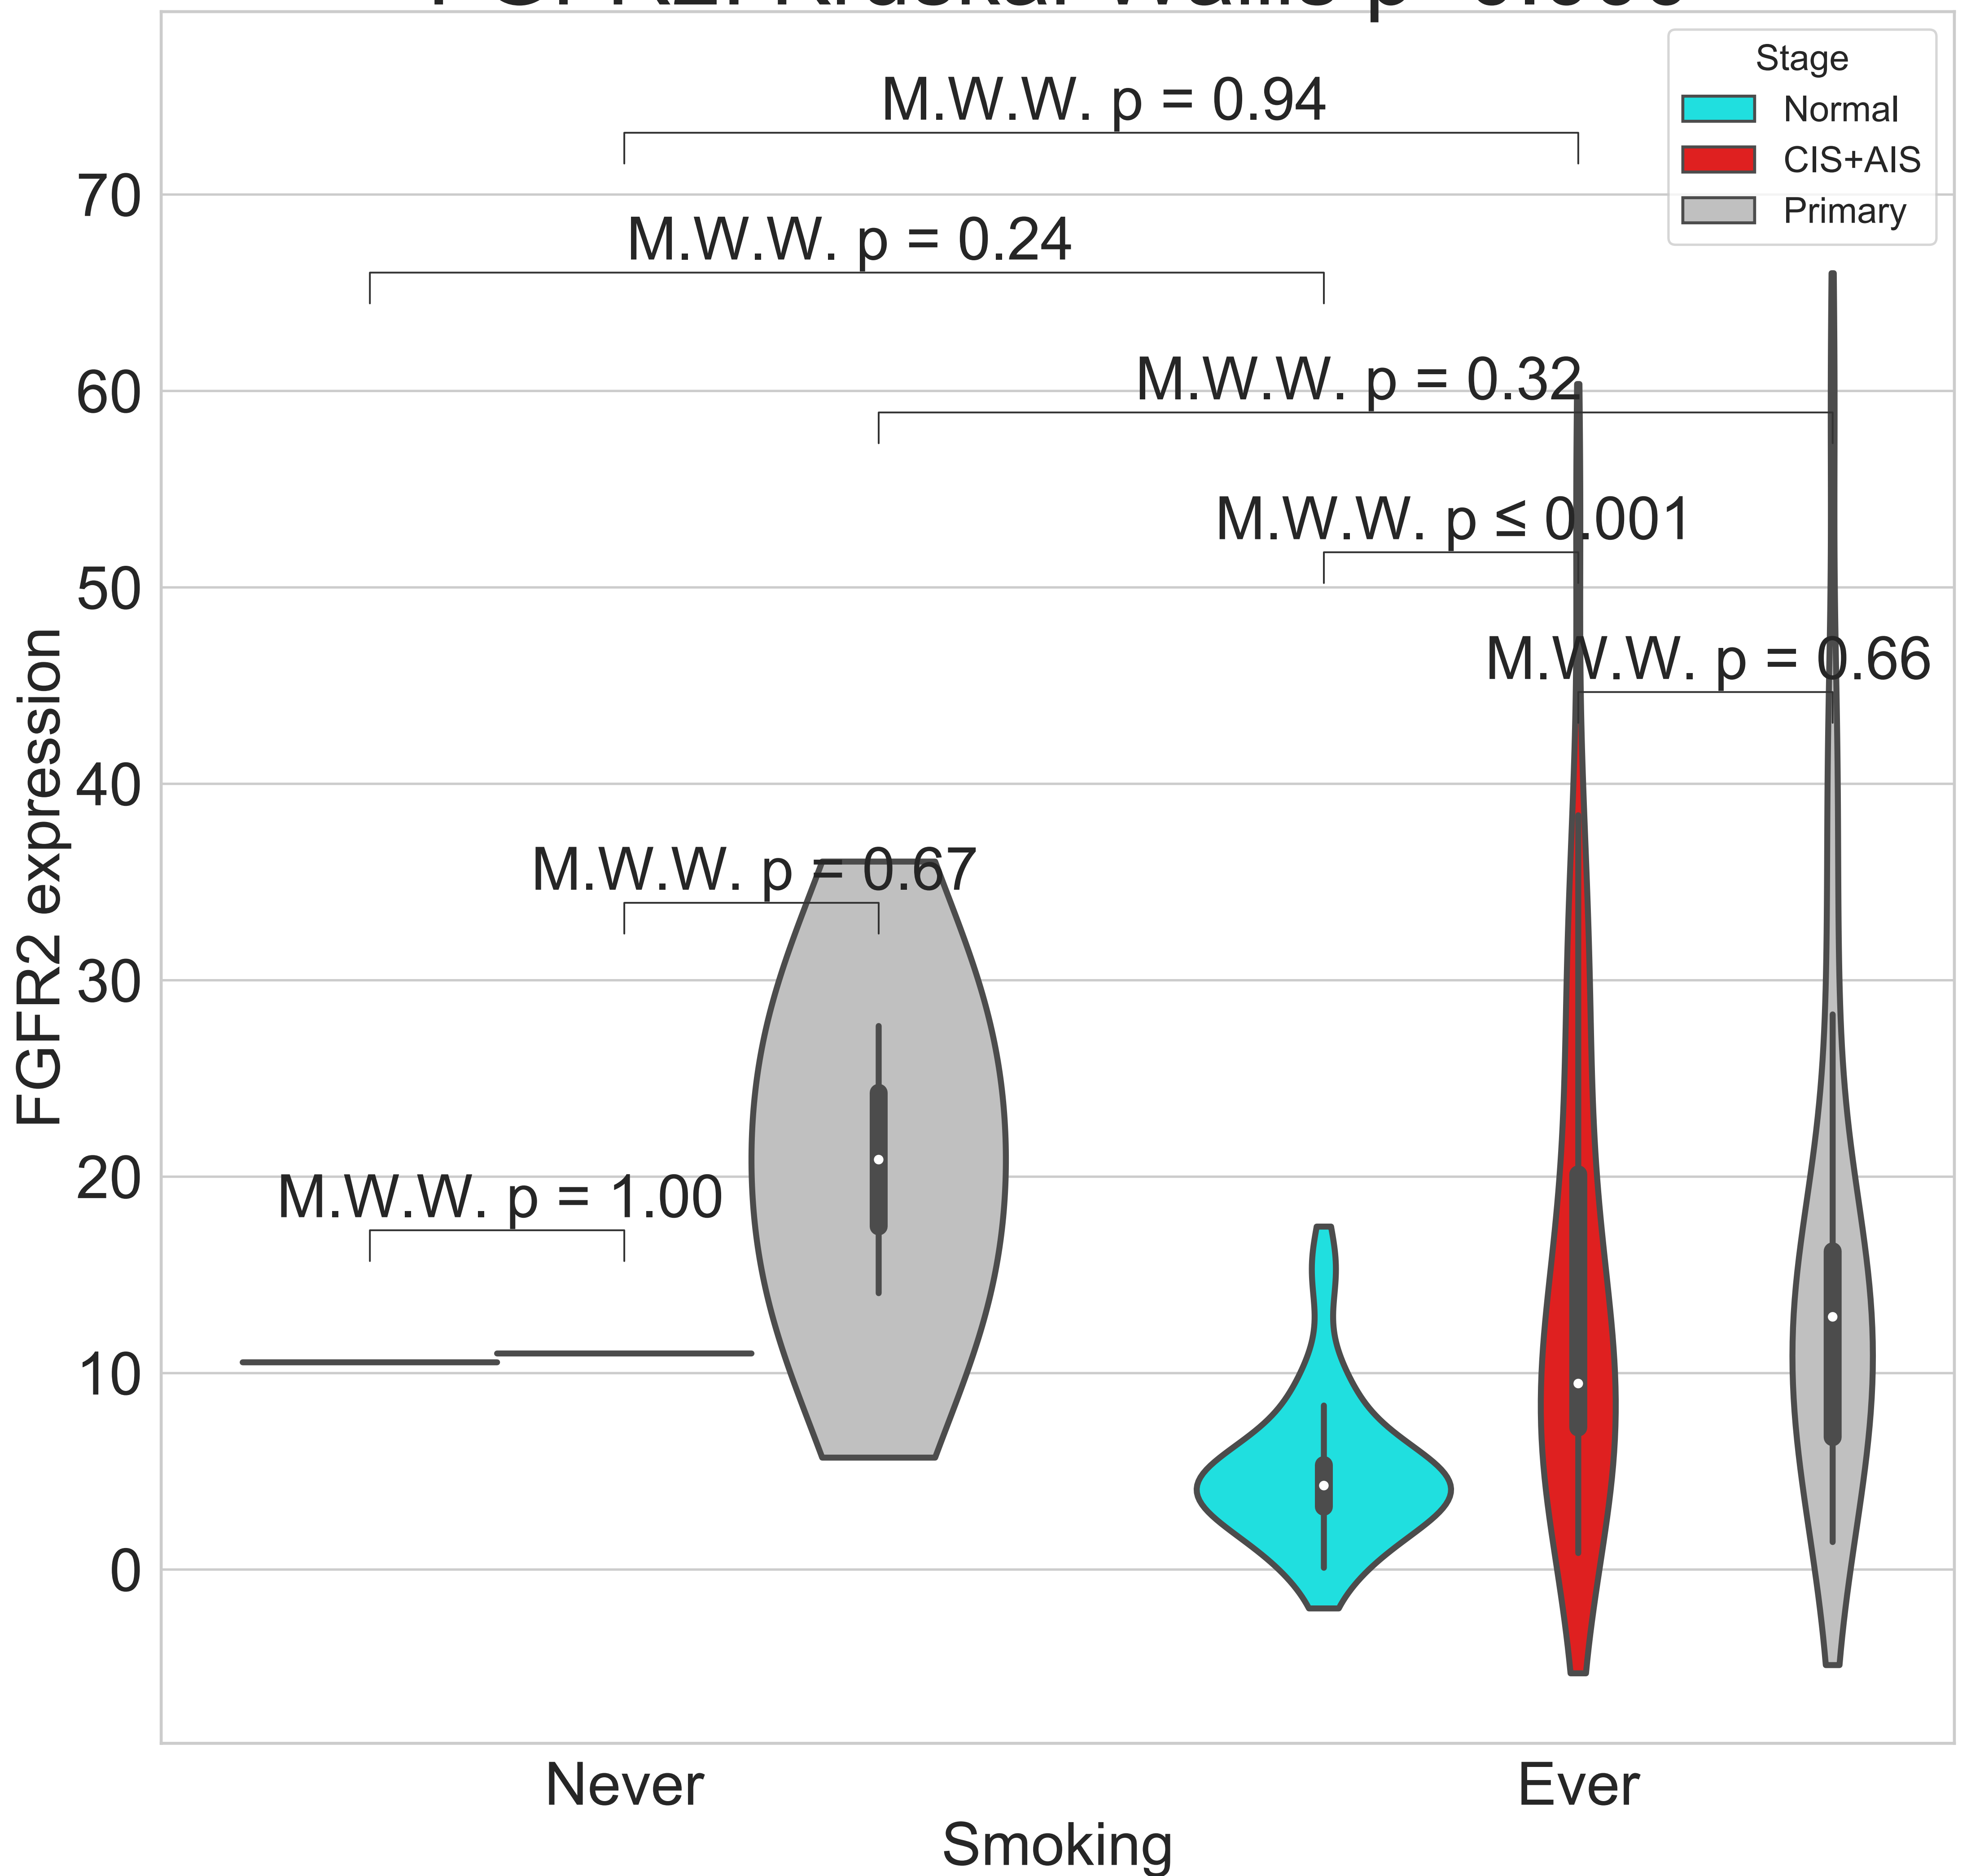 Stage
Normal
CIS+AIS
Primary
M.W.W. p = 0.94
M.W.W. p = 0.24
M.W.W. p = 0.32
M.W.W. p ≤ 0.001
M.W.W. p = 0.66
M.W.W. p = 0.67
M.W.W. p = 1.00
70
60
50
40
30
20
10
0
FGFR2 expression
Never
Ever
Smoking